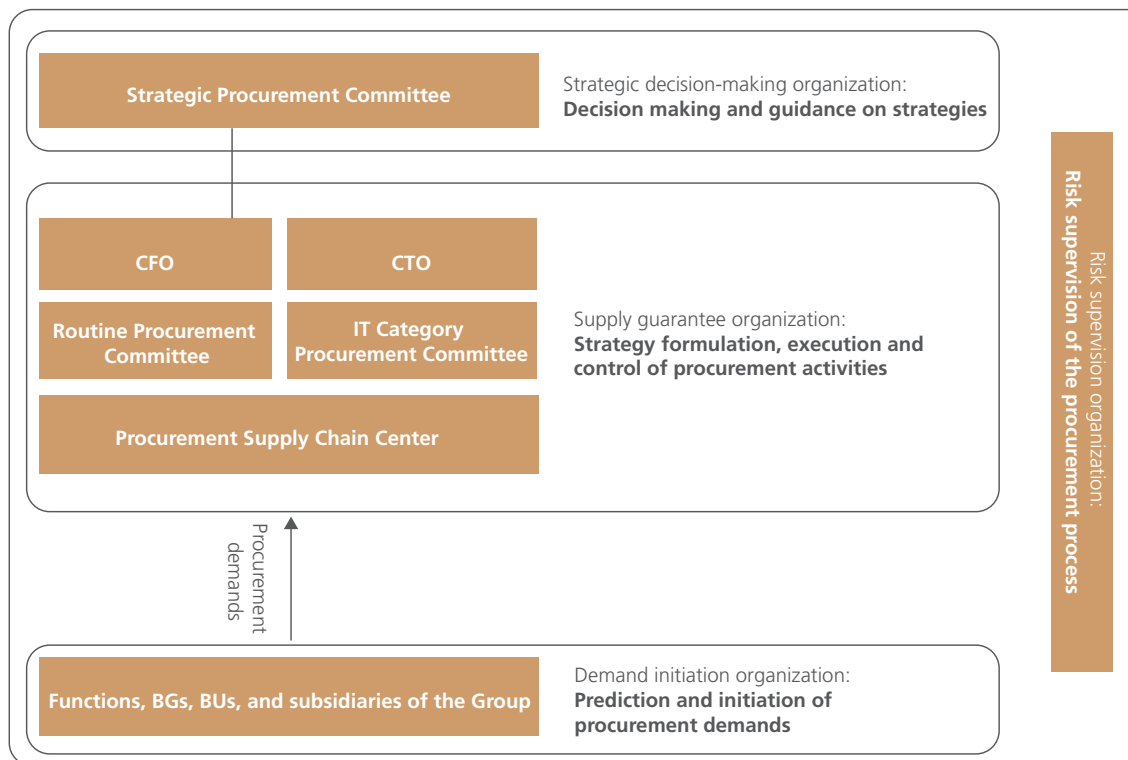 Strategic Procurement Committee
Strategic decision-making organization:
Decision making and guidance on strategies
CFO
CTO
Routine Procurement
Committee
IT Category
Procurement Committee
Procurement Supply Chain Center
Supply guarantee organization:
Strategy formulation, execution and
control of procurement activities
Procurement
demands
Functions, BGs, BUs, and subsidiaries of the Group
Demand initiation organization:
Prediction and initiation of
procurement demands
Risk supervision organization:
Risk supervision of the procurement process